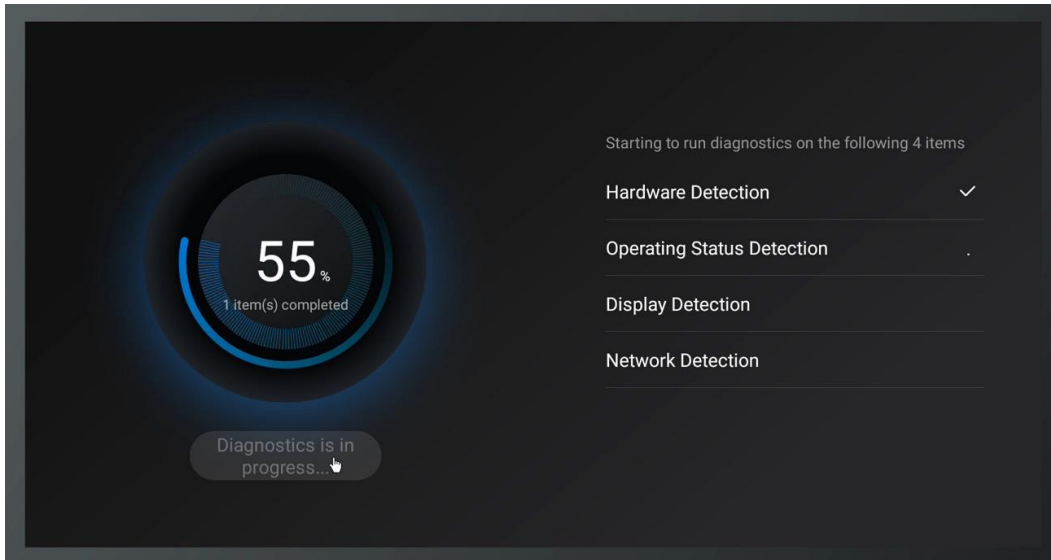 Starting to run diagnostics on the following 4 items
Hardware Detection
Operating Status Detection
Display Detection
Network Detection
55%
1 item(s) completed
Diagnostics is in
progress...